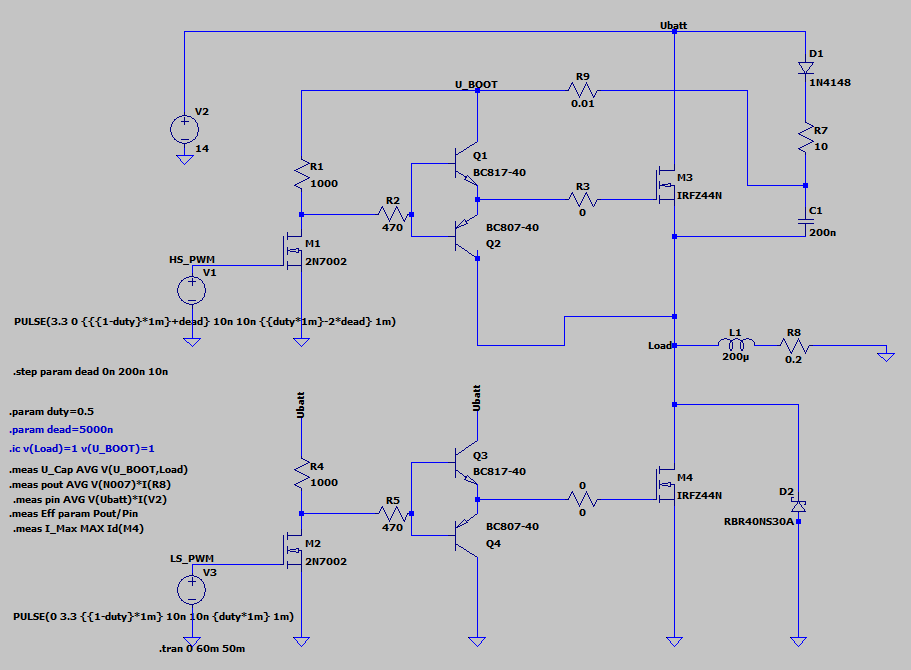 Ubatt
D1
1N4148
R9
0.01
U_BOOT
V2
14
R7
10
R1
1000
Q1
BC817-40
M3
IRFZ44N
R3
0
R2
470
C1
200n
BC807-40
Q2
M1
2N7002
HS_PWM
V1
PULSE(3.3 0 {{{1-duty}*1m}+dead} 10n 10n {{duty*1m}-2*dead} 1m)
L1
200µ
R8
0.2
Load
.step param dead 0n 200n 10n
Ubatt
Ubatt
.param duty=0.5
.param dead=5000n
.ic v(Load)=1 v(U_BOOT)=1
.meas U_Cap AVG V(U_BOOT,Load)
.meas pout AVG V(N007)*I(R8)
.meas pin AVG V(Ubatt)*I(V2)
.meas Eff param Pout/Pin
.meas I_Max MAX Id(M4)
R4
1000
Q3
BC817-40
M4
IRFZ44N
0
0
R5
470
D2
RBR40NS30A
BC807-40
Q4
M2
2N7002
LS_PWM
V3
PULSE(0 3.3 {{1-duty}*1m} 10n 10n {duty*1m} 1m)
.tran 0 60m 50m